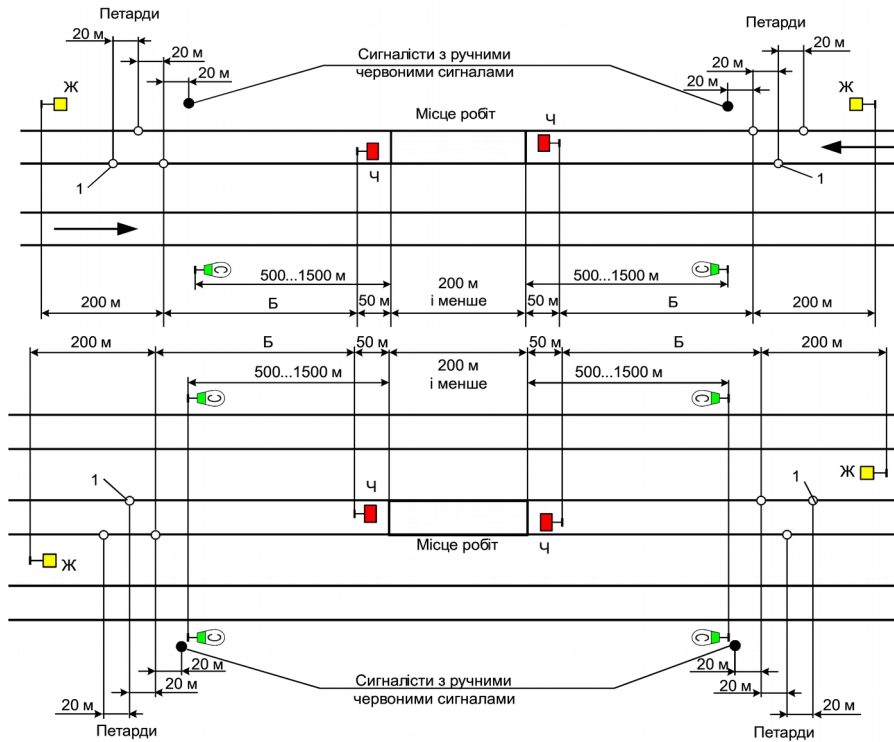 Петарди
Петарди
20 м
20 м
20 м
20 м
20 м
20 м
Сигналісти з ручними
червоними сигналами
Ж
Ж
Місце робіт
Ч
Ч
1
1
С
С
500...1500 м
200 м
і менше
500...1500 м
200 м
Б
50 м
50 м
Б
200 м
200 м
Б
50 м
200 м
і менше
50 м
Б
200 м
500...1500 м
500...1500 м
С
С
1
Ч
Ж
1
Місце робіт
Ч
Ж
С
С
20 м
20 м
20 м
20 м
20 м
20 м
Сигналісти з ручними
червоними сигналами
Петарди
Петарди